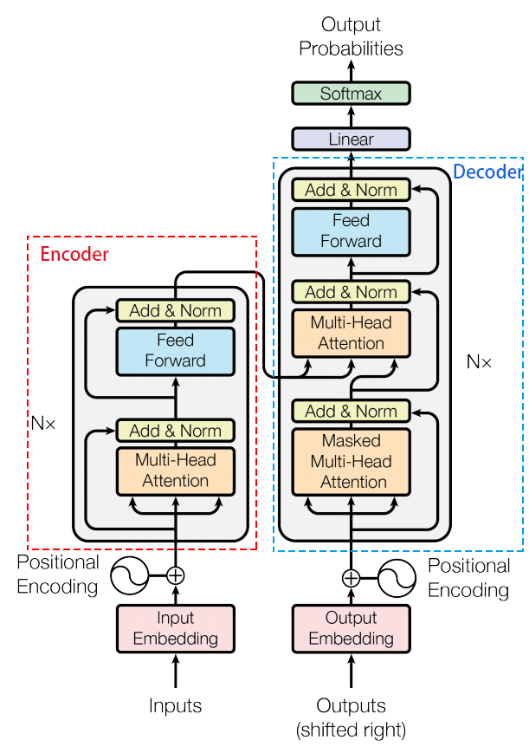 Output
Probabilities
Softmax
Linear
Decoder
Add & Norm
Feed
Forward
Add & Norm
Multi-Head
Attention
N×
Add & Norm
Masked
Multi-Head
Attention
Encoder
Add & Norm
Feed
Forward
N×
Add & Norm
Multi-Head
Attention
Positional
Encoding
Positional
Encoding
Input
Embedding
Output
Embedding
Inputs
Outputs
(shifted right)